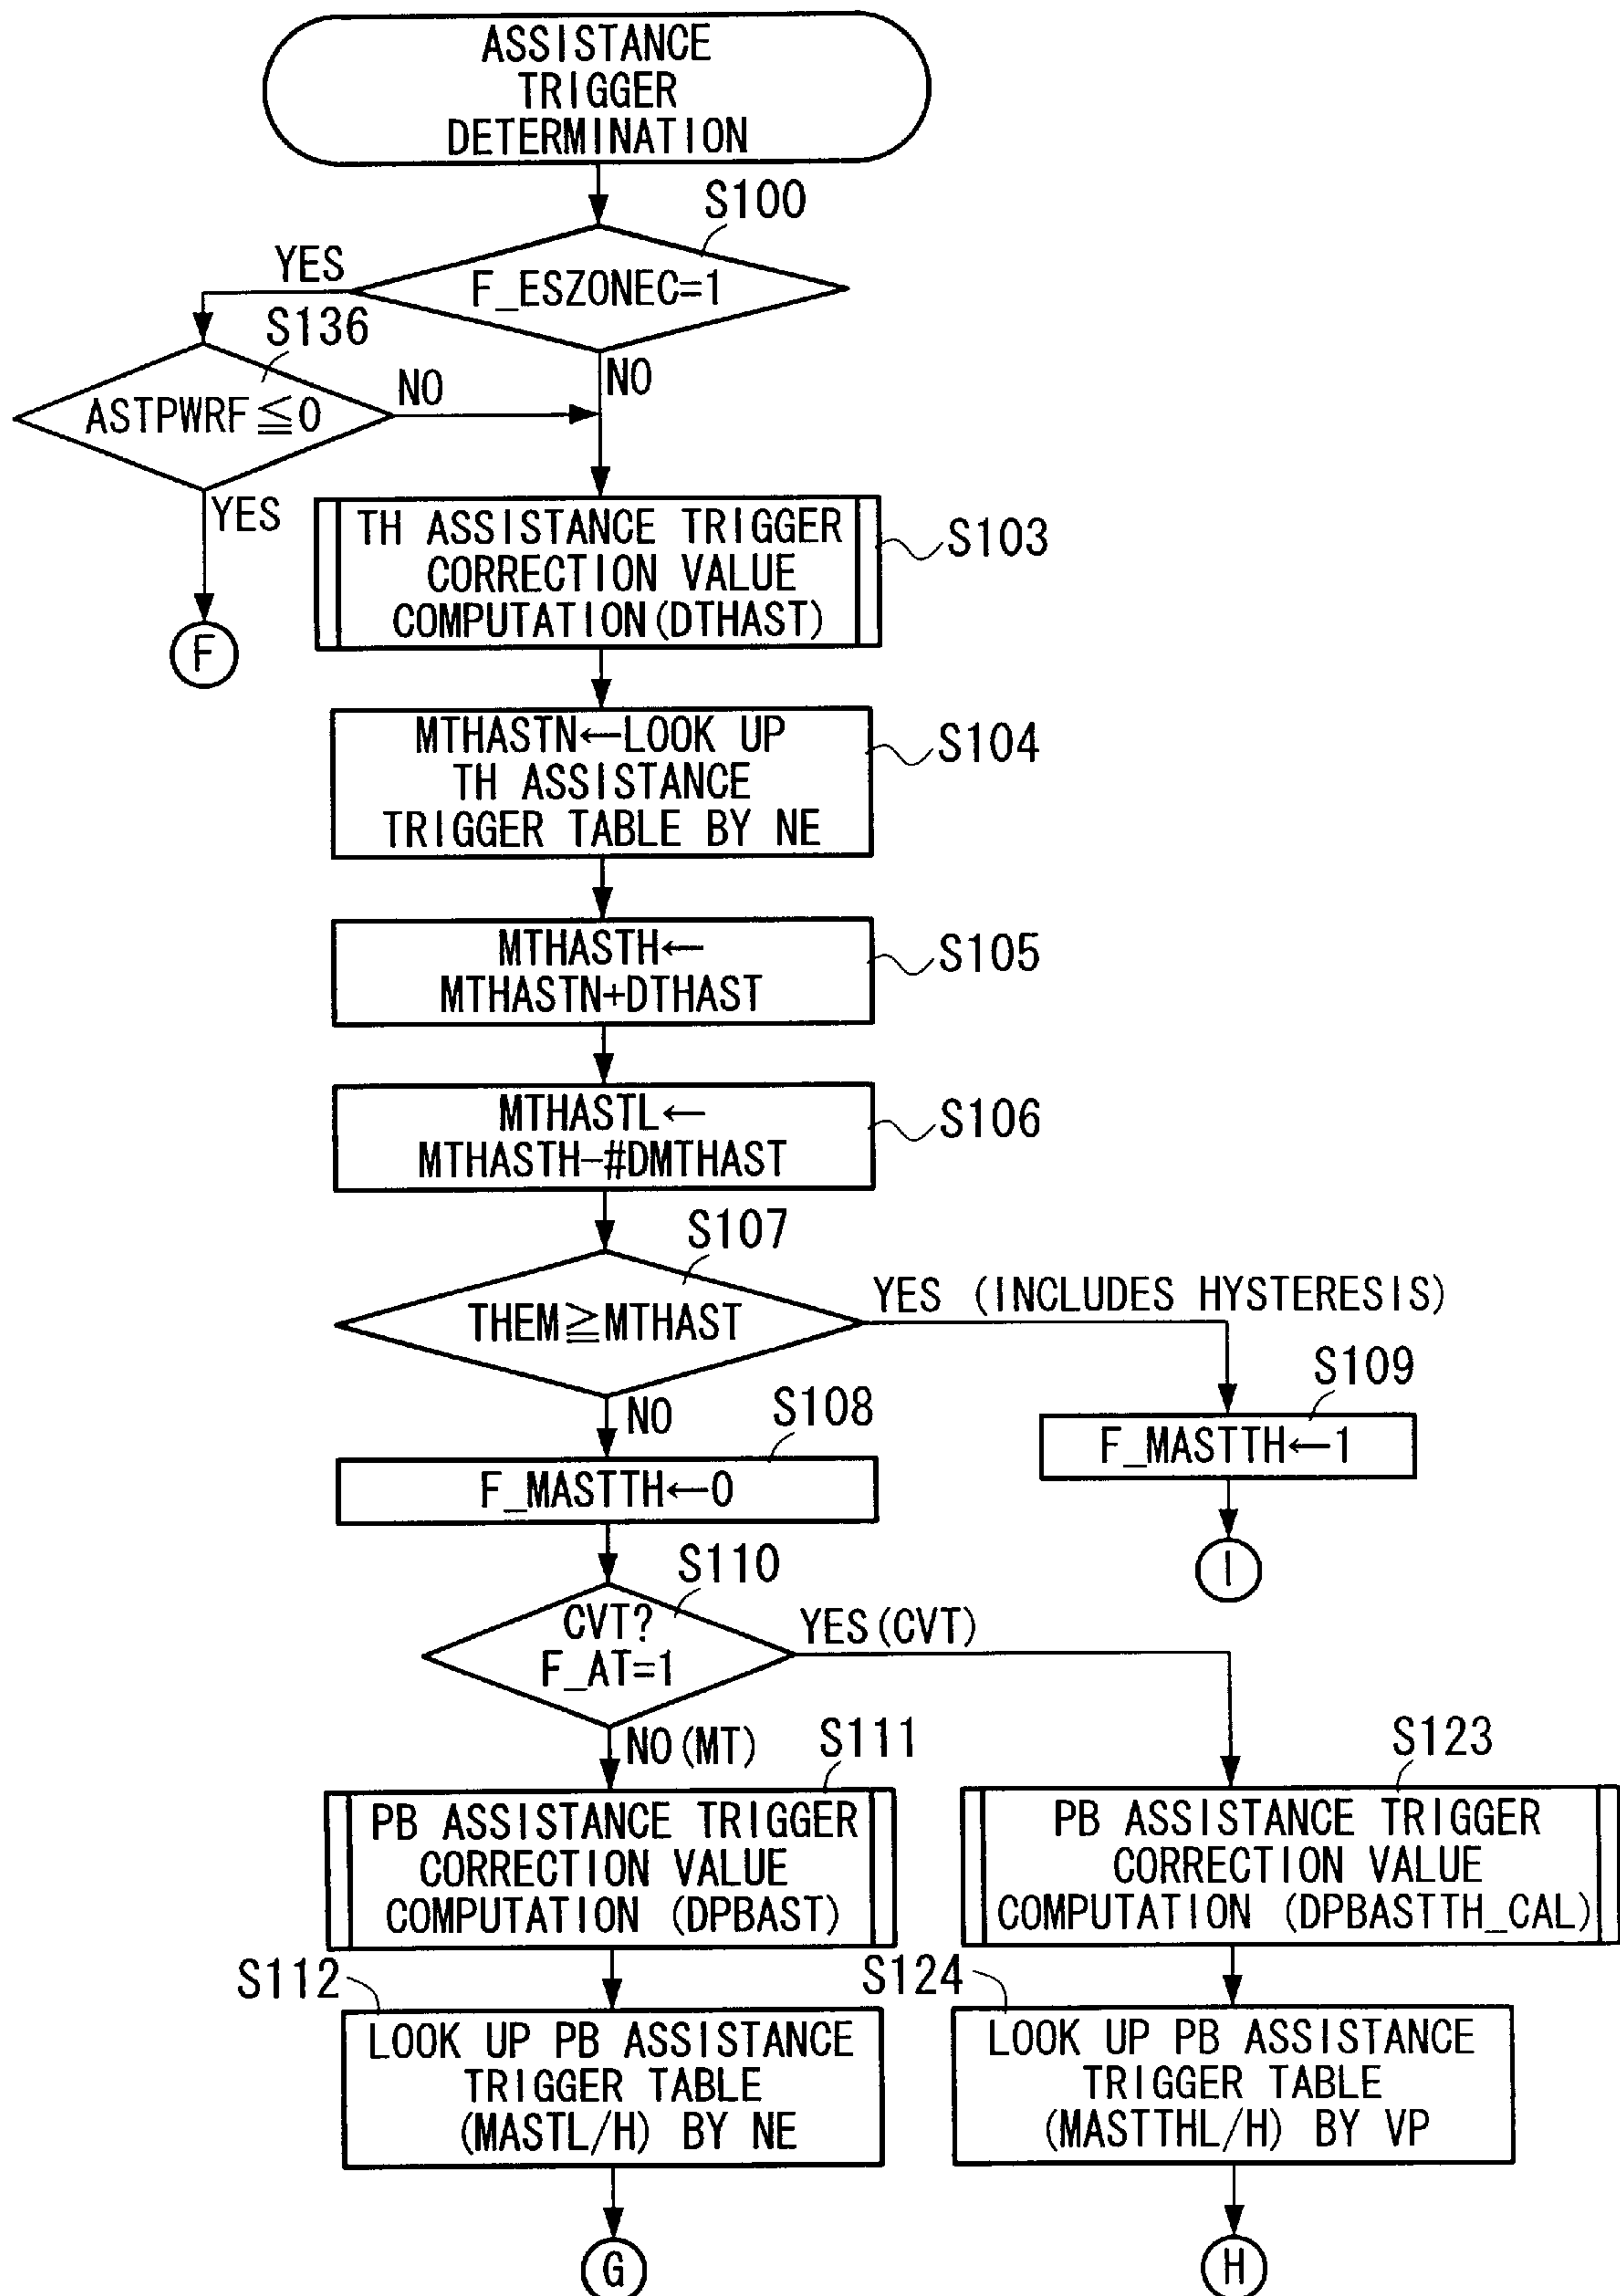 ASSISTANCE
TRIGGER
DETERMINATION
S100
YES
F_ESZONEC=1
S136
NO
NO
ASTPWRF≦0
YES
F
TH ASSISTANCE TRIGGER
CORRECTION VALUE
COMPUTATION(DTHAST)
S103
MTHASTN←LOOK UP
TH ASSISTANCE
TRIGGER TABLE BY NE
S104
MTHASTH←
MTHASTN+DTHAST
S105
MTHASTL←
MTHASTH-#DMTHAST
S106
S107
THEM≧MTHAST
YES (INCLUDES HYSTERESIS)
S109
NO
S108
F_MASTTH←1
F_MASTTH←0
I
S110
CVT?
F_AT=1
YES(CVT)
NO(MT)
S111
S123
PB ASSISTANCE TRIGGER
CORRECTION VALUE
COMPUTATION (DPBAST)
PB ASSISTANCE TRIGGER
CORRECTION VALUE
COMPUTATION (DPBASTTH_CAL)
S112
S124
LOOK UP PB ASSISTANCE
TRIGGER TABLE
(MASTL/H) BY NE
LOOK UP PB ASSISTANCE
TRIGGER TABLE
(MASTTHL/H) BY VP
G
H